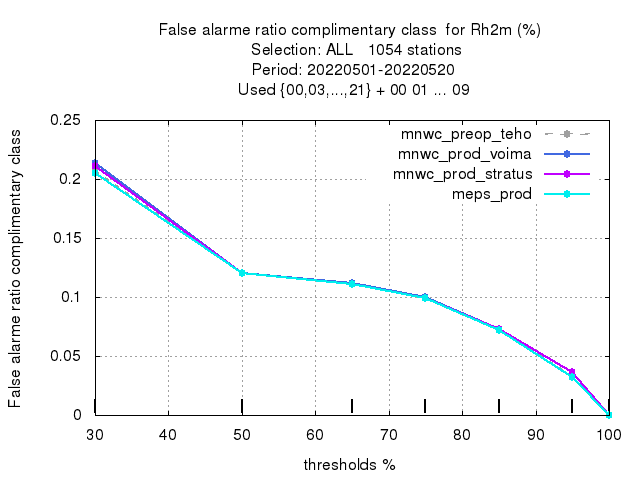 False alarme ratio complimentary class  for Rh2m (%)
Selection: ALL   1054 stations
Period: 20220501-20220520
Used {00,03,...,21} + 00 01 ... 09
False alarme ratio complimentary class
0.25
0.2
0.15
0.1
0.05
0
mnwc_preop_teho
mnwc_prod_voima
mnwc_prod_stratus
meps_prod
30 40 50 60 70 80 90 100
thresholds %